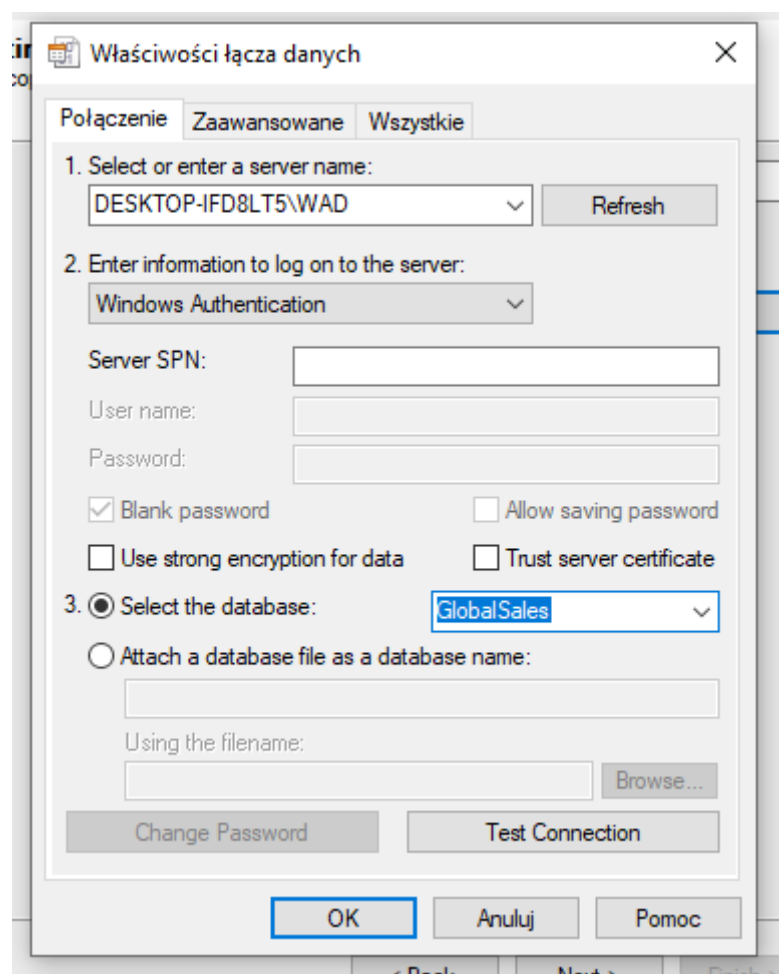 Właściwości łącza danych
Połączenie Zaawansowane Wszystkie
1. Select or enter a server name:
DESKTOP-IFD8LT5\WAD Refresh
2. Enter information to log on to the server:
Windows Authentication
Server SPN:
User name:
Password:
Blank password Allow saving password
Use strong encryption for data Trust server certificate
3. Select the database: GlobalSales
Attach a database file as a database name:
Using the filename:
Browse...
Change Password Test Connection
OK Anuluj Pomoc
< Back Next >